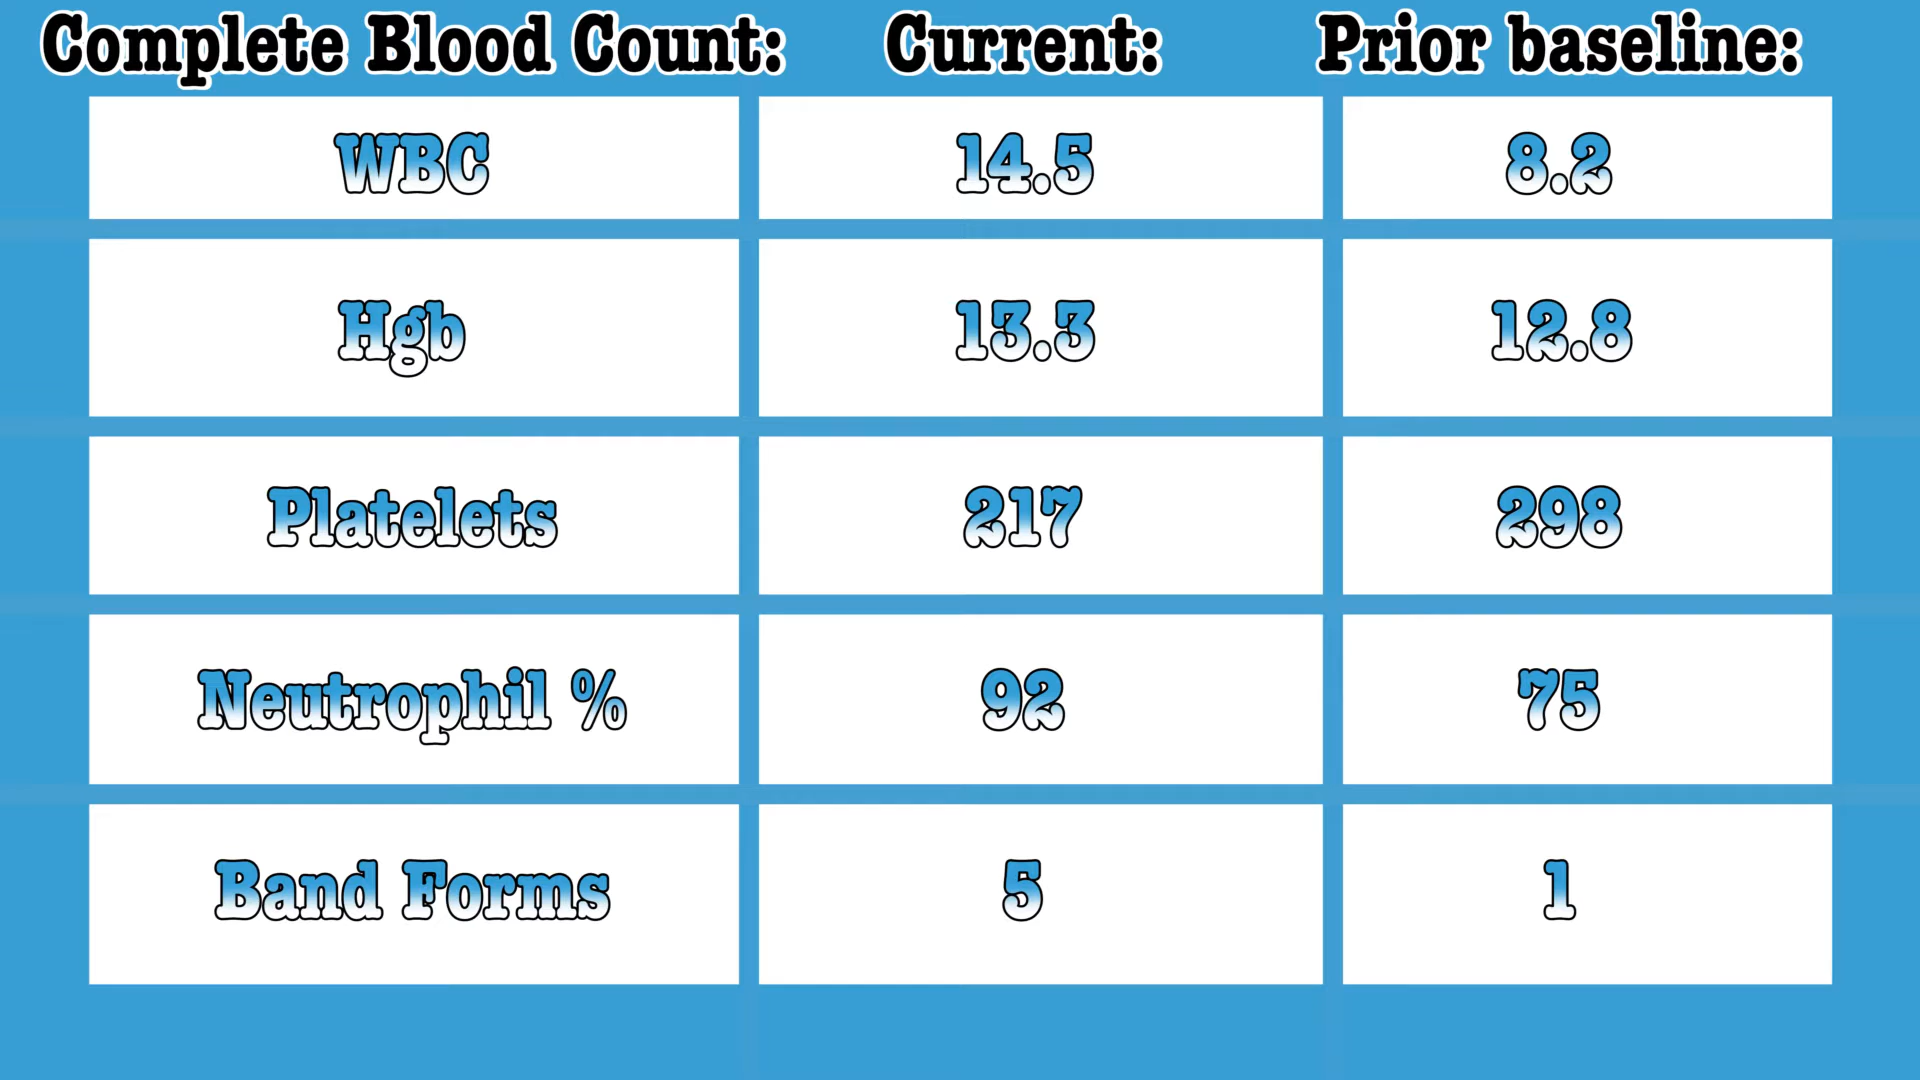 Complete Blood Count: Current: Prior baseline:
WBC 14.5 8.2
Hgb 13.3 12.8
Platelets 217 298
Neutrophil % 92 75
Band Forms 5 1